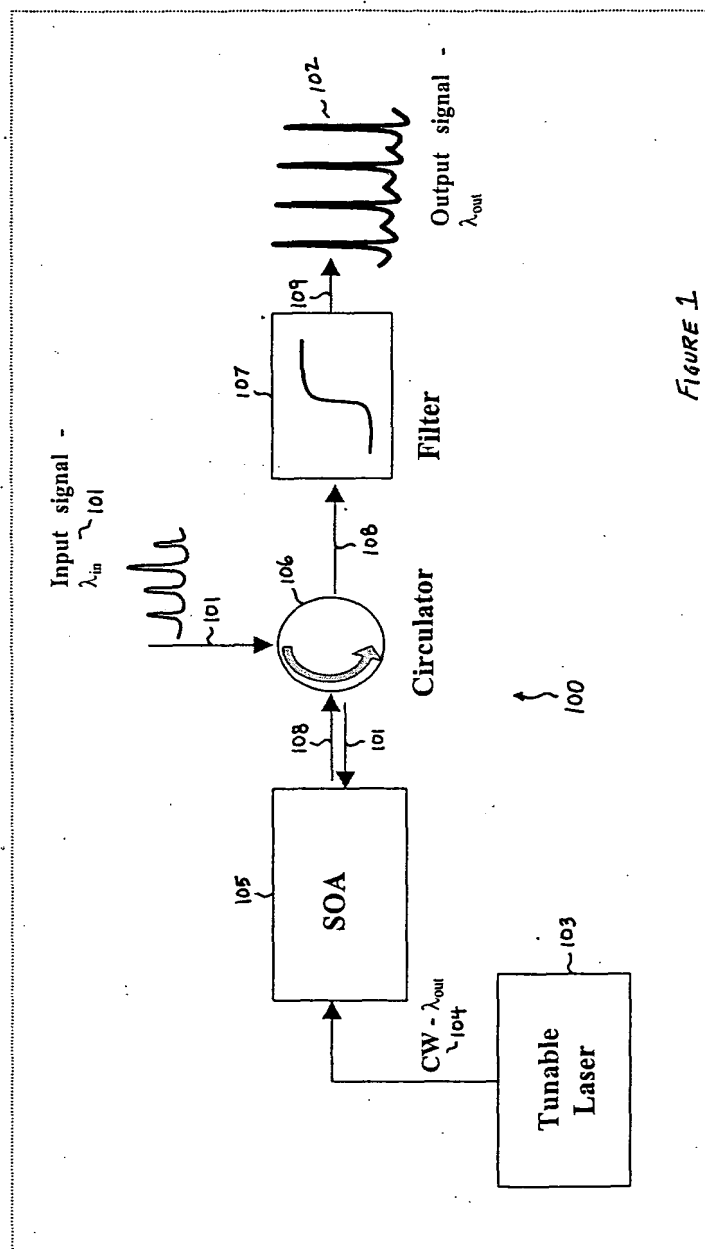 Input signal -
λin
101
101
106
Circulator
108
101
105
SOA
CW - λout
104
103
Tunable
Laser
108
107
Filter
109
102
Output signal -
λout
100
FIGURE 1